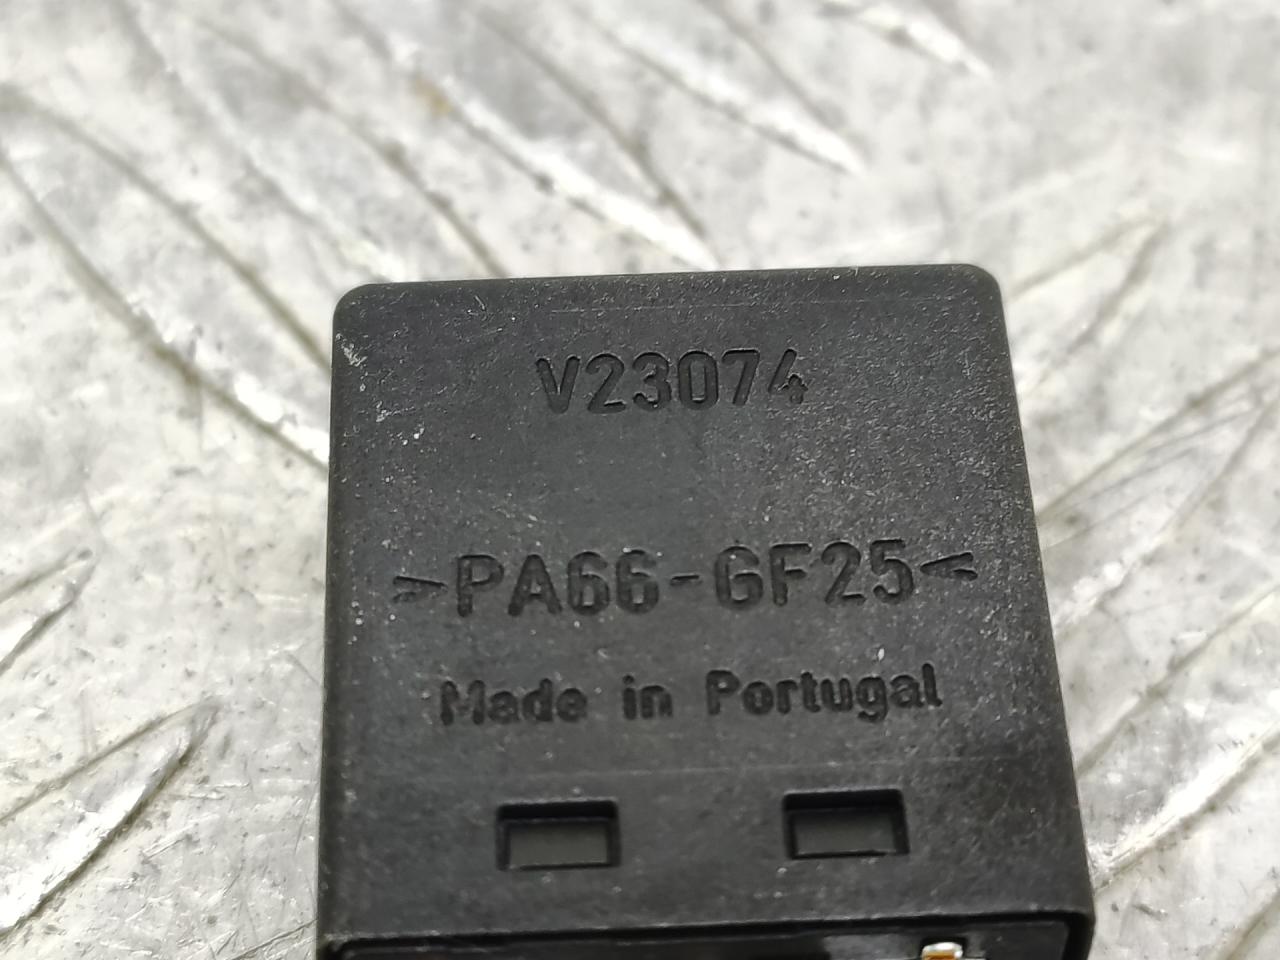 V23074
>PA66-GF25<
Made in Portugal